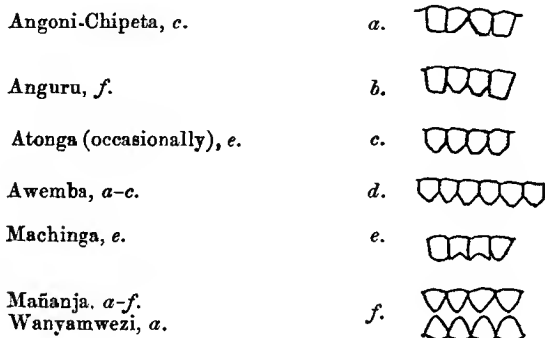 Angoni-Chipeta, c. a.
Anguru, f. b.
Atonga (occasionally), e. c.
Awemba, a–c. d.
Machinga, e. e.
Mañanja. a–f. f.
Wanyamwezi, a.